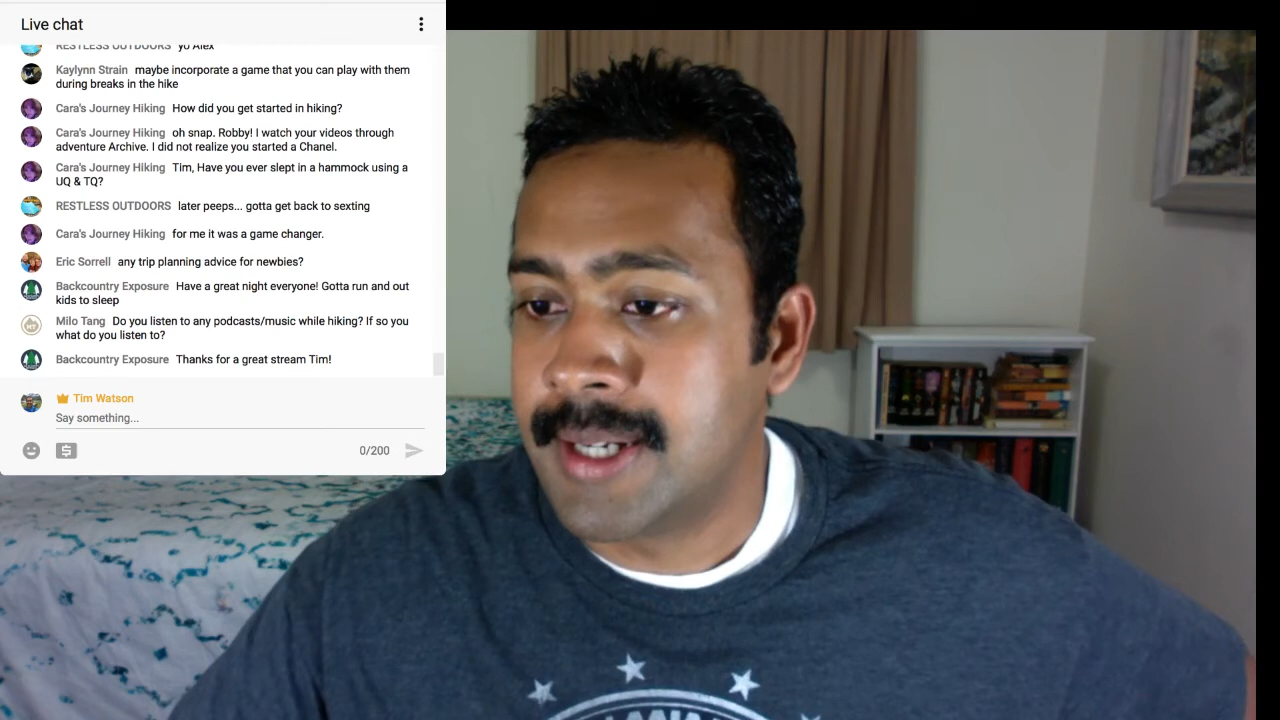 Live chat
RESTLESS OUTDOORS yo Alex
Kaylynn Strain maybe incorporate a game that you can play with them
during breaks in the hike
Cara's Journey Hiking How did you get started in hiking?
Cara's Journey Hiking oh snap. Robby! I watch your videos through
adventure Archive. I did not realize you started a Chanel.
Cara's Journey Hiking Tim, Have you ever slept in a hammock using a
UQ & TQ?
RESTLESS OUTDOORS later peeps... gotta get back to sexting
Cara's Journey Hiking for me it was a game changer.
Eric Sorrell any trip planning advice for newbies?
Backcountry Exposure Have a great night everyone! Gotta run and out
kids to sleep
Milo Tang Do you listen to any podcasts/music while hiking? If so you
what do you listen to?
Backcountry Exposure Thanks for a great stream Tim!
Tim Watson
Say something...
0/200